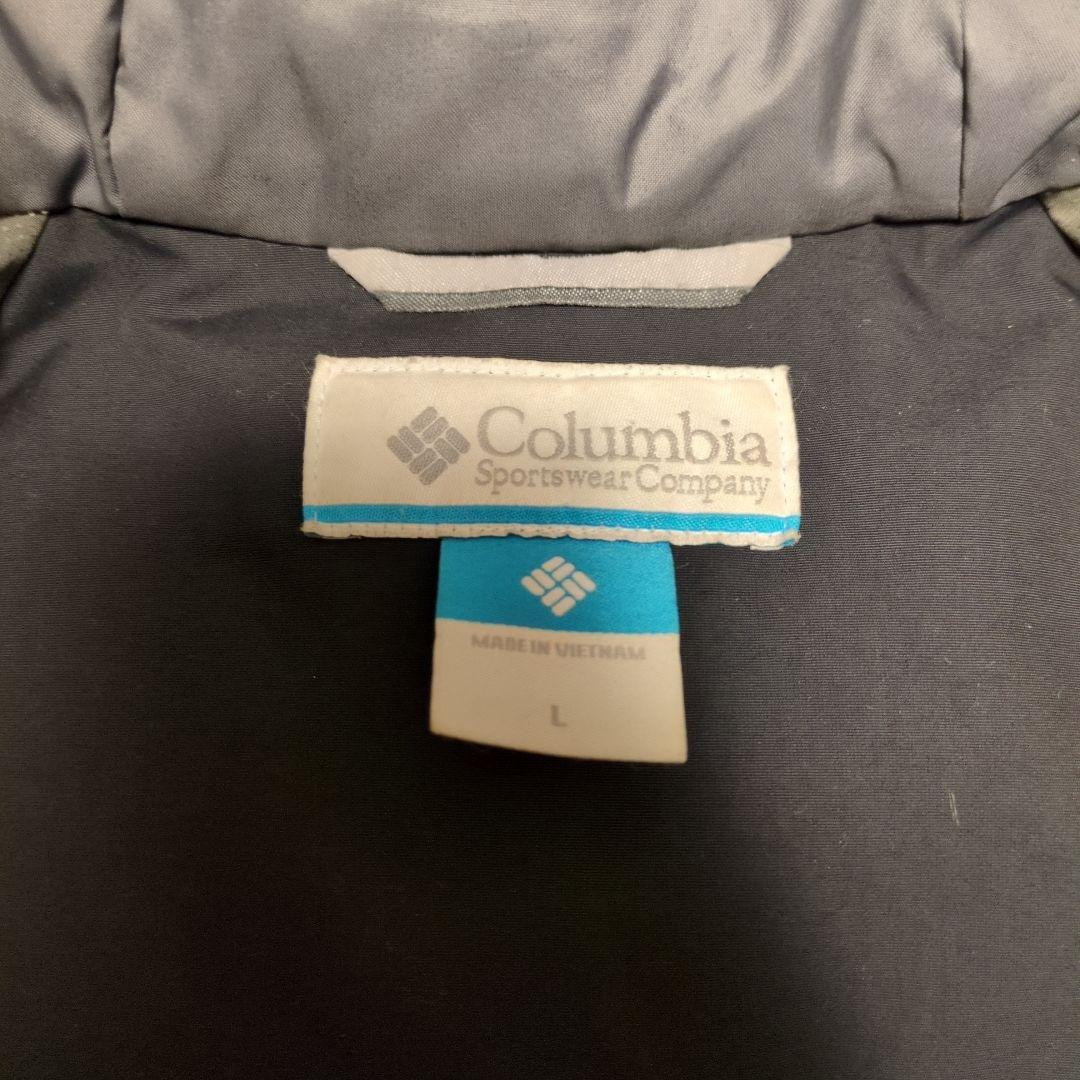 Columbia
Sportswear Company
MADE IN VIETNAM
L